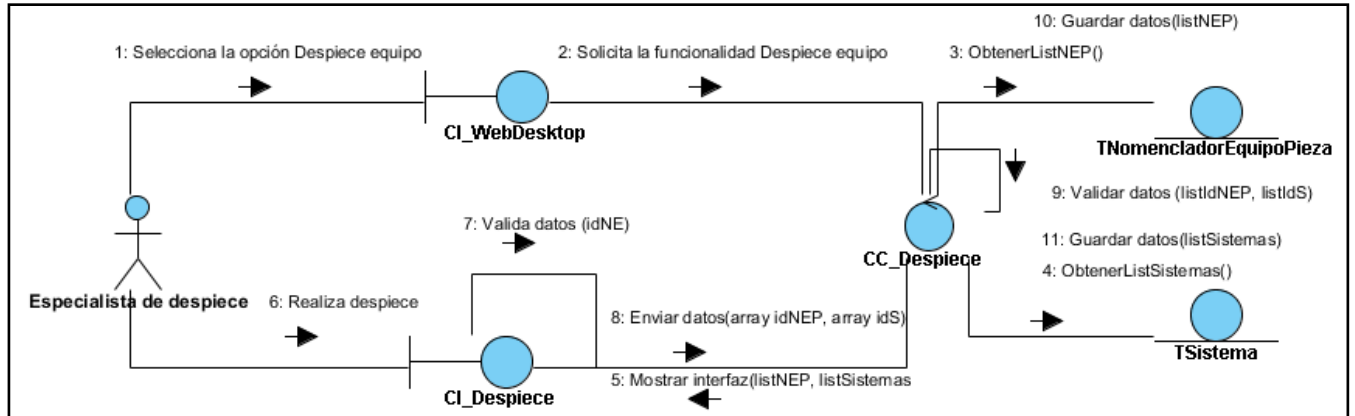 10: Guardar datos(listNEP)
1: Selecciona la opción Despiece equipo
2: Solicita la funcionalidad Despiece equipo
3: ObtenerListNEP()
CI_WebDesktop
TNomencladorEquipoPieza
9: Validar datos (listIdNEP, listIdS)
7: Valida datos (idNE)
11: Guardar datos(listSistemas)
CC_Despiece
4: ObtenerListSistemas()
Especialista de despiece
6: Realiza despiece
8: Enviar datos(array idNEP, array idS)
TSistema
5: Mostrar interfaz(listNEP, listSistemas
CI_Despiece